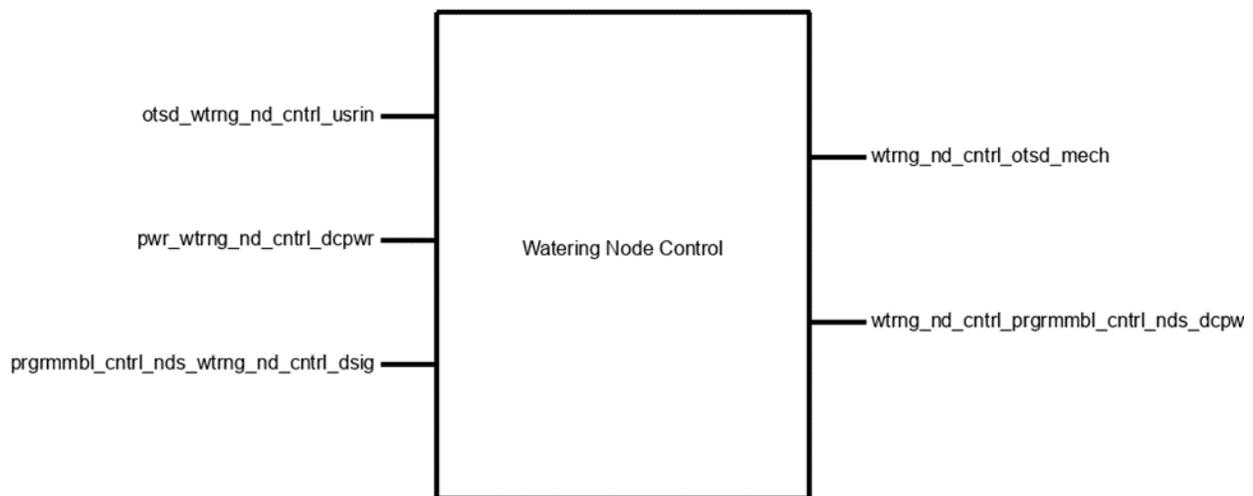 otsd_wtrng_nd_cntrl_usrin
wtrng_nd_cntrl_otsd_mech
pwr_wtrng_nd_cntrl_dcpwr
Watering Node Control
wtrng_nd_cntrl_prgrmmbl_cntrl_nds_dcpw
prgrmmbl_cntrl_nds_wtrng_nd_cntrl_dsig